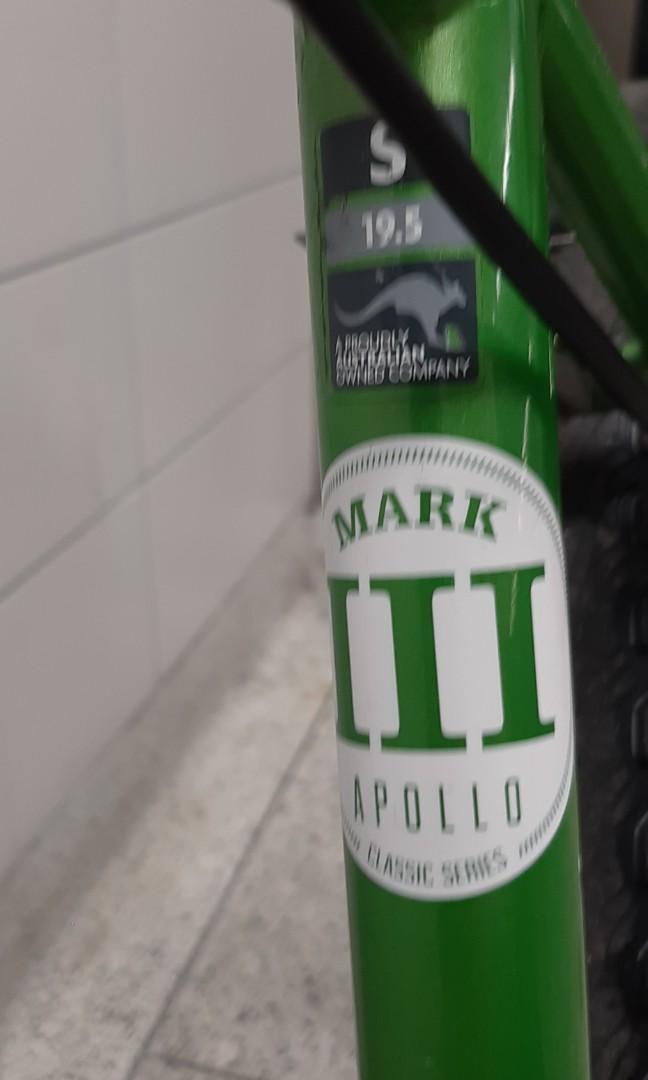 S
19.5
A PROUDLY
AUSTRALIAN
OWNED COMPANY
MARK
III
APOLLO
CLASSIC SERIES